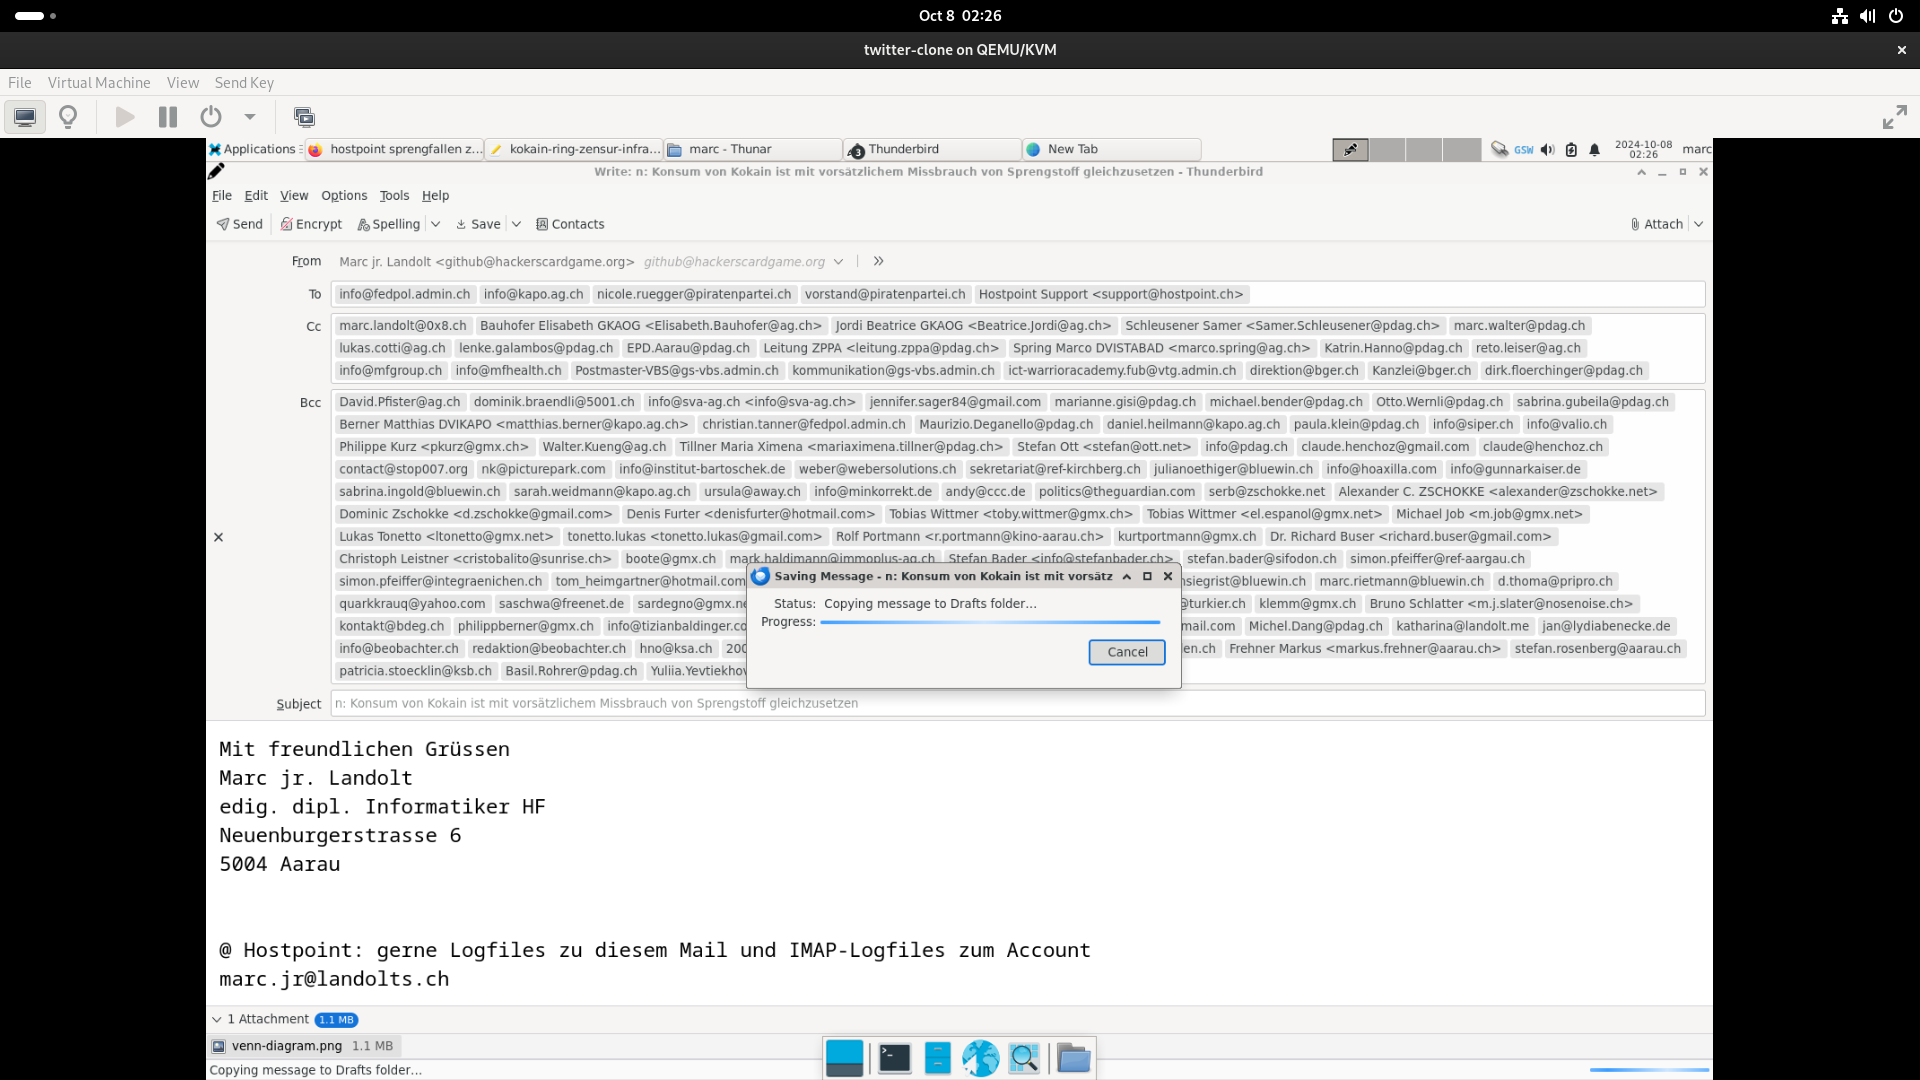 Oct 8 02:26
twitter-clone on QEMU/KVM
File Virtual Machine View Send Key
Applications hostpoint sprengfallen z... kokain-ring-zensur-infra... marc - Thunar 3 Thunderbird New Tab GSW 2024-10-08 02:26 marc
Write: n: Konsum von Kokain ist mit vorsätzlichem Missbrauch von Sprengstoff gleichzusetzen - Thunderbird
File Edit View Options Tools Help
Send Encrypt Spelling Save Contacts Attach
From Marc jr. Landolt <github@hackerscardgame.org> github@hackerscardgame.org
To info@fedpol.admin.ch info@kapo.ag.ch nicole.ruegger@piratenpartei.ch vorstand@piratenpartei.ch Hostpoint Support <support@hostpoint.ch>
Cc marc.landolt@0x8.ch Bauhofer Elisabeth GKAOG <Elisabeth.Bauhofer@ag.ch> Jordi Beatrice GKAOG <Beatrice.Jordi@ag.ch> Schleusener Samer <Samer.Schleusener@pdag.ch> marc.walter@pdag.ch
lukas.cotti@ag.ch lenke.galambos@pdag.ch EPD.Aarau@pdag.ch Leitung ZPPA <leitung.zppa@pdag.ch> Spring Marco DVISTABAD <marco.spring@ag.ch> Katrin.Hanno@pdag.ch reto.leiser@ag.ch
info@mfgroup.ch info@mfhealth.ch Postmaster-VBS@gs-vbs.admin.ch kommunikation@gs-vbs.admin.ch ict-warrioracademy.fub@vtg.admin.ch direktion@bger.ch Kanzlei@bger.ch dirk.floerchinger@pdag.ch
Bcc David.Pfister@ag.ch dominik.braendli@5001.ch info@sva-ag.ch <info@sva-ag.ch> jennifer.sager84@gmail.com marianne.gisi@pdag.ch michael.bender@pdag.ch Otto.Wernli@pdag.ch sabrina.gubeila@pdag.ch
Berner Matthias DVIKAPO <matthias.berner@kapo.ag.ch> christian.tanner@fedpol.admin.ch Maurizio.Deganello@pdag.ch daniel.heilmann@kapo.ag.ch paula.klein@pdag.ch info@siper.ch info@valio.ch
Philippe Kurz <pkurz@gmx.ch> Walter.Kueng@ag.ch Tillner Maria Ximena <mariaximena.tillner@pdag.ch> Stefan Ott <stefan@ott.net> info@pdag.ch claude.henchoz@gmail.com claude@henchoz.ch
contact@stop007.org nk@picturepark.com info@institut-bartoschek.de weber@webersolutions.ch sekretariat@ref-kirchberg.ch julianoethiger@bluewin.ch info@hoaxilla.com info@gunnarkaiser.de
sabrina.ingold@bluewin.ch sarah.weidmann@kapo.ag.ch ursula@away.ch info@minkorrekt.de andy@ccc.de politics@theguardian.com serb@zschokke.net Alexander C. ZSCHOKKE <alexander@zschokke.net>
Dominic Zschokke <d.zschokke@gmail.com> Denis Furter <denisfurter@hotmail.com> Tobias Wittmer <toby.wittmer@gmx.ch> Tobias Wittmer <el.espanol@gmx.net> Michael Job <m.job@gmx.net>
Lukas Tonetto <ltonetto@gmx.net> tonetto.lukas <tonetto.lukas@gmail.com> Rolf Portmann <r.portmann@kino-aarau.ch> kurtportmann@gmx.ch Dr. Richard Buser <richard.buser@gmail.com>
Christoph Leistner <cristobalito@sunrise.ch> boote@gmx.ch mark.haldimann@immoplus-ag.ch Stefan Bader <info@stefanbader.ch> stefan.bader@sifodon.ch simon.pfeiffer@ref-aargau.ch
simon.pfeiffer@integraenichen.ch tom_heimgartner@hotmail.com nsiegrist@bluewin.ch marc.rietmann@bluewin.ch d.thoma@pripro.ch
quarkkrauq@yahoo.com saschwa@freenet.de sardegno@gmx.ne @turkier.ch klemm@gmx.ch Bruno Schlatter <m.j.slater@nosenoise.ch>
kontakt@bdeg.ch philippberner@gmx.ch info@tizianbaldinger.co mail.com Michel.Dang@pdag.ch katharina@landolt.me jan@lydiabenecke.de
info@beobachter.ch redaktion@beobachter.ch hno@ksa.ch 200 en.ch Frehner Markus <markus.frehner@aarau.ch> stefan.rosenberg@aarau.ch
patricia.stoecklin@ksb.ch Basil.Rohrer@pdag.ch Yuliia.Yevtiekhov
Saving Message - n: Konsum von Kokain ist mit vorsätz
Status: Copying message to Drafts folder...
Progress:
Cancel
Subject n: Konsum von Kokain ist mit vorsätzlichem Missbrauch von Sprengstoff gleichzusetzen
Mit freundlichen Grüssen
Marc jr. Landolt
edig. dipl. Informatiker HF
Neuenburgerstrasse 6
5004 Aarau
@ Hostpoint: gerne Logfiles zu diesem Mail und IMAP-Logfiles zum Account
marc.jr@landolts.ch
1 Attachment 1.1 MB
venn-diagram.png 1.1 MB
Copying message to Drafts folder...